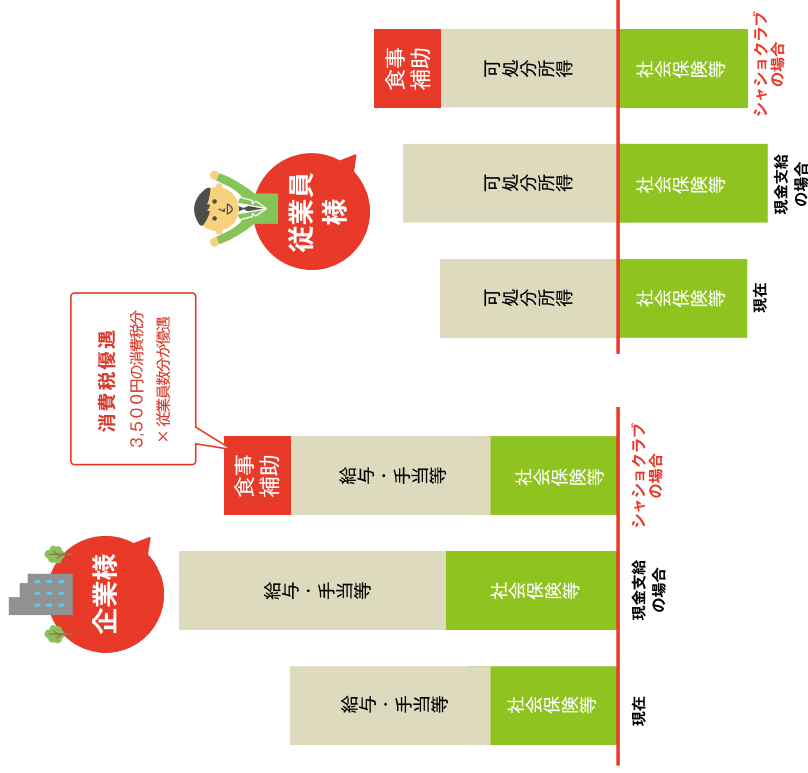 企業様
消費税優遇
3,500円の消費税分
×従業員数分が優遇
給与・手当等
社会保険等
現在
給与・手当等
社会保険等
現金支給
の場合
食事
補助
給与・手当等
社会保険等
シャショクラブ
の場合
従業員
様
可処分所得
社会保険等
現在
可処分所得
社会保険等
現金支給
の場合
食事
補助
可処分所得
社会保険等
シャショクラブ
の場合